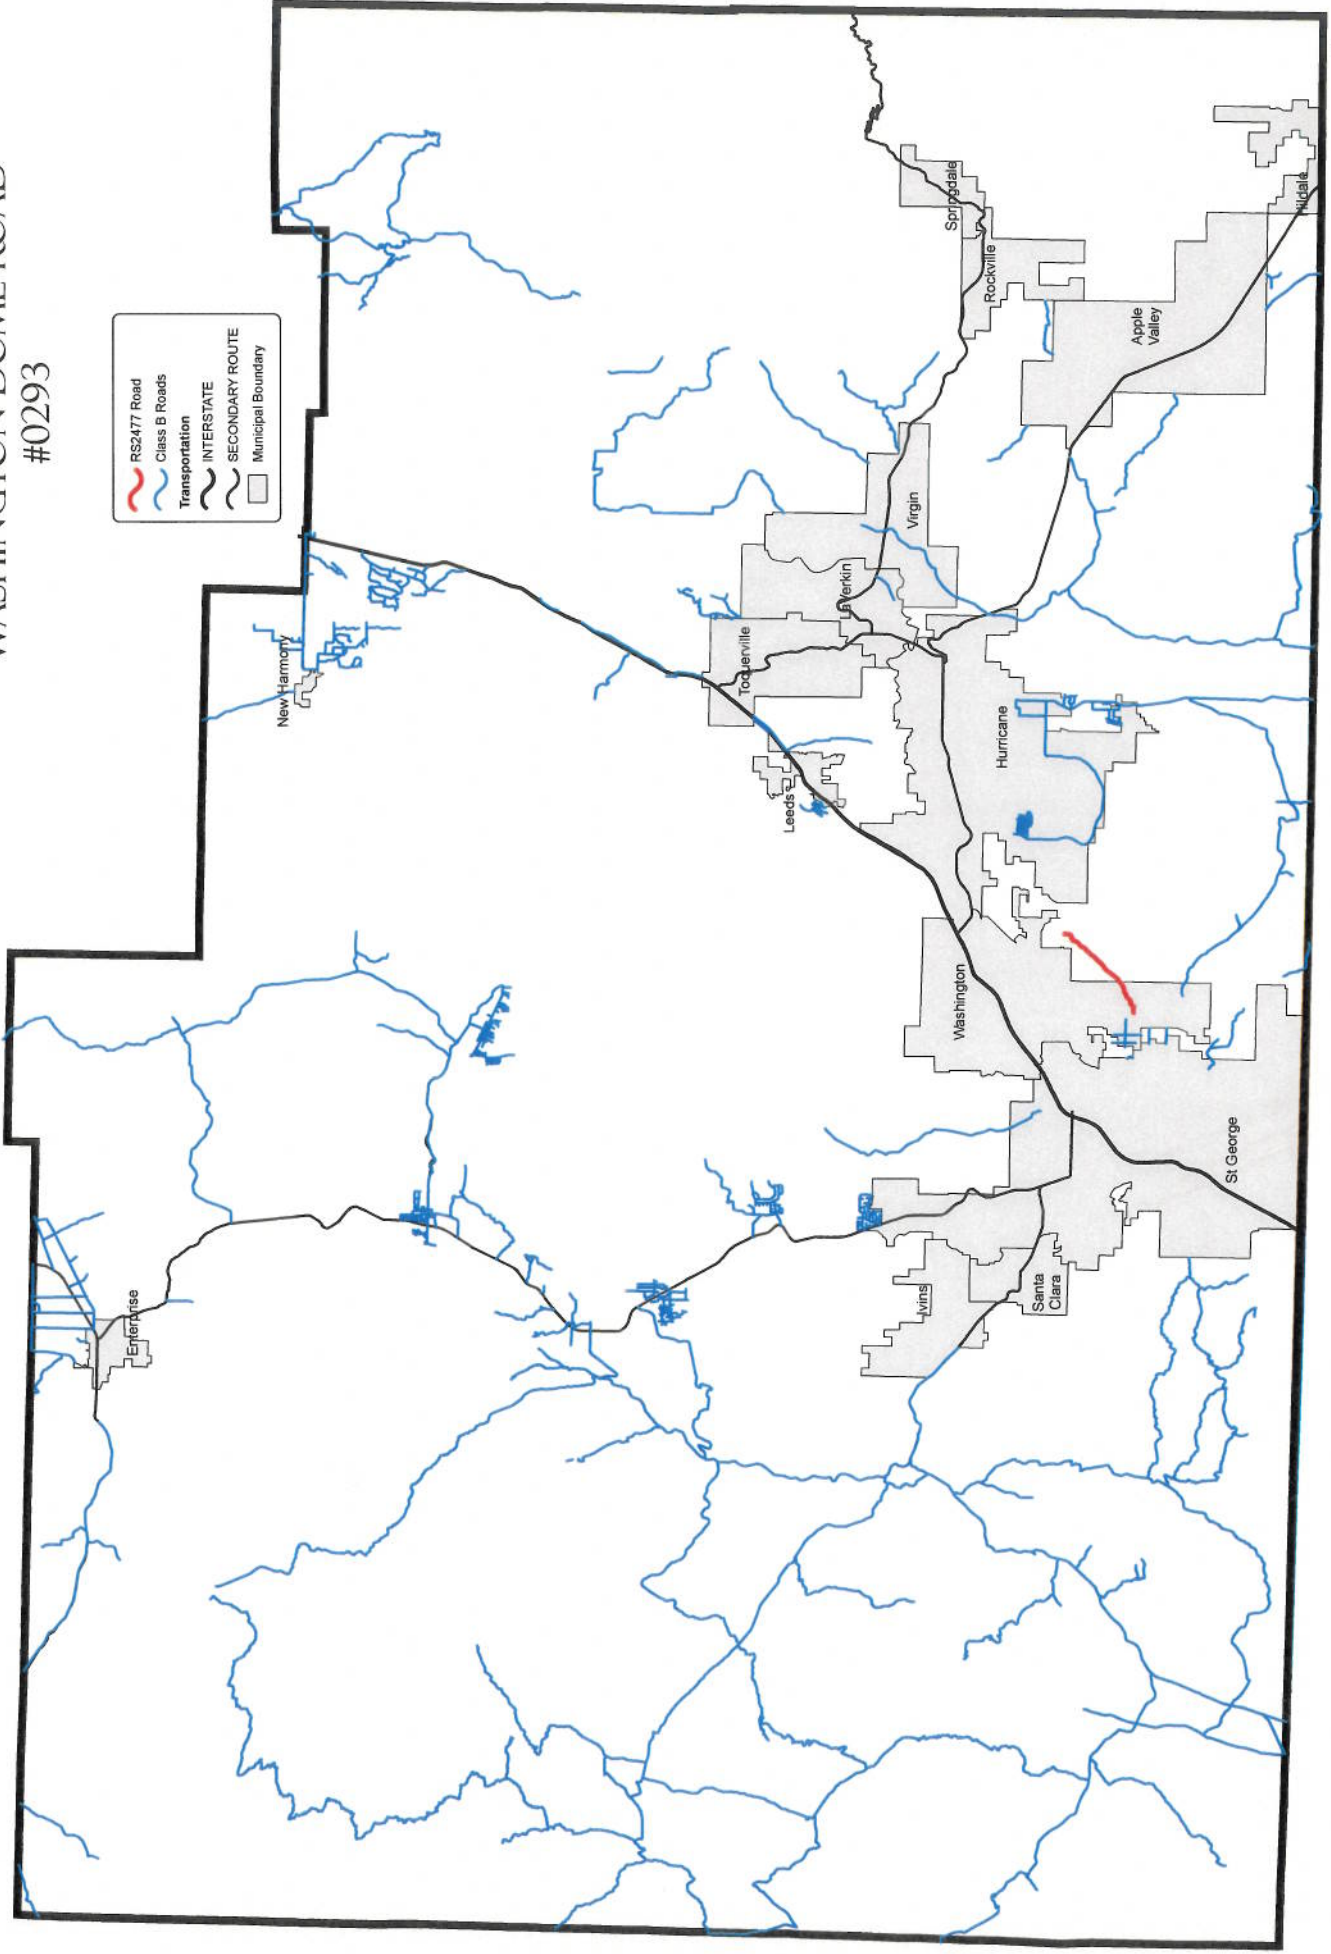 #0293
RS2477 Road
Class B Roads
Transportation
INTERSTATE
SECONDARY ROUTE
Municipal Boundary
Enterprise
New Harmony
Toquerville
Leeds
LaVerkin
Virgin
Springdale
Rockville
Apple
Valley
Hildale
Hurricane
Washington
Ivins
Santa
Clara
St George